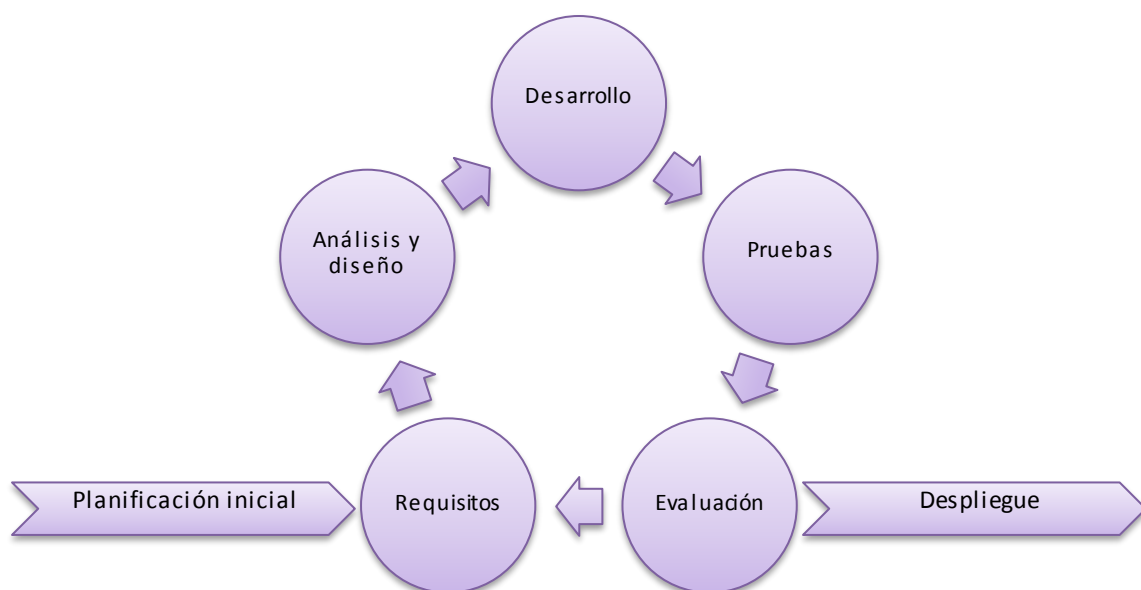 Desarrollo
Análisis y
diseño
Pruebas
Planificación inicial
Requisitos
Evaluación
Despliegue